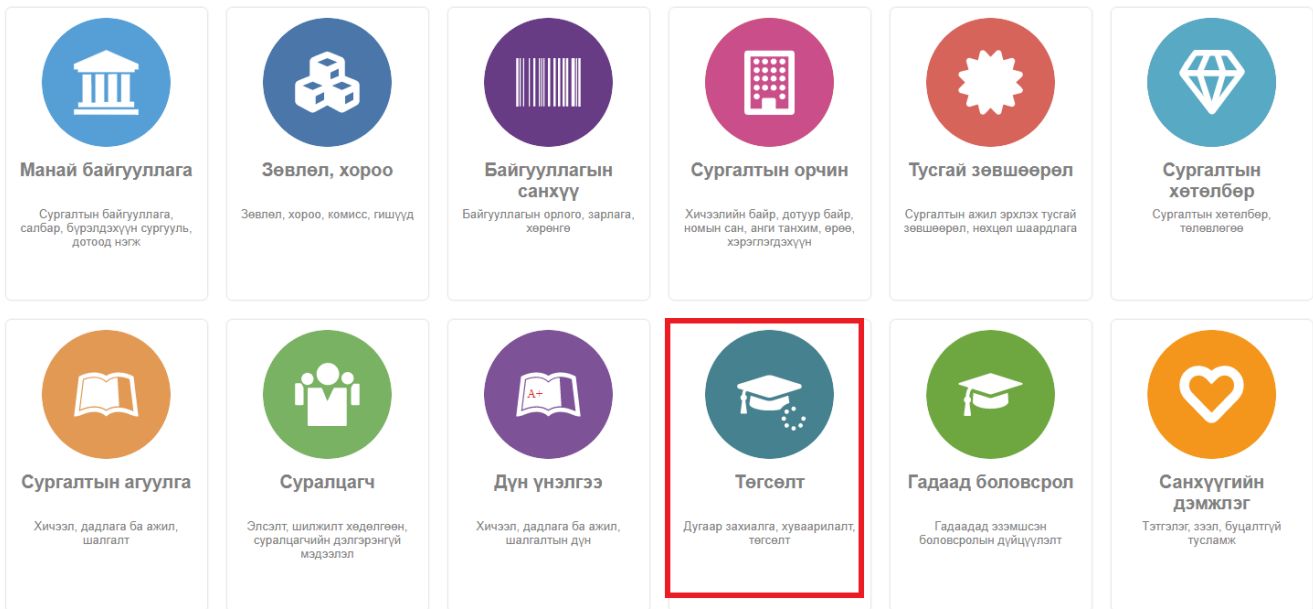 Манай байгууллага
Сургалтын байгууллага,
салбар, бүрэлдэхүүн сургууль,
дотоод нэгж
Зөвлөл, хороо
Зөвлөл, хороо, комисс, гишүүд
Байгууллагын
санхүү
Байгууллагын орлого, зарлага,
хөрөнгө
Сургалтын орчин
Хичээлийн байр, дотуур байр,
номын сан, анги танхим, өрөө,
хэрэглэгдэхүүн
Тусгай зөвшөөрөл
Сургалтын ажил эрхлэх тусгай
зөвшөөрөл, нөхцөл шаардлага
Сургалтын
хөтөлбөр
Сургалтын хөтөлбөр,
төлөвлөгөө
Сургалтын агуулга
Хичээл, дадлага ба ажил,
шалгалт
Суралцагч
Элсэлт, шилжилт хөдөлгөөн,
суралцагчийн дэлгэрэнгүй
мэдээлэл
A+
Дүн үнэлгээ
Хичээл, дадлага ба ажил,
шалгалтын дүн
Төгсөлт
Дугаар захиалга, хуваарилалт,
төгсөлт
Гадаад боловсрол
Гадаадад эзэмшсэн
боловсролын дүйцүүлэлт
Санхүүгийн
дэмжлэг
Тэтгэлэг, зээл, буцалтгүй
тусламж